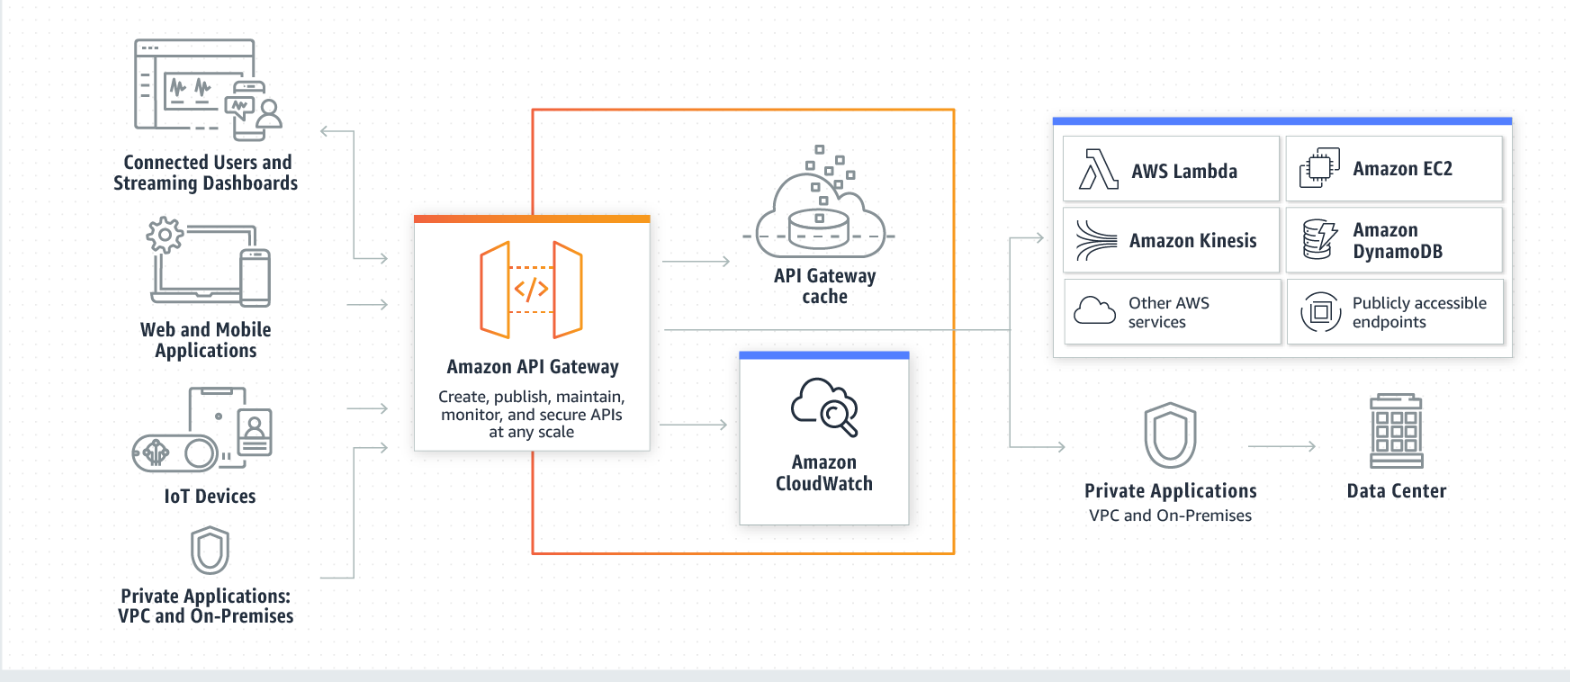 Connected Users and
Streaming Dashboards
Web and Mobile
Applications
IoT Devices
Private Applications:
VPC and On-Premises
</>
Amazon API Gateway
Create, publish, maintain,
monitor, and secure APIs
at any scale
API Gateway
cache
Amazon
CloudWatch
AWS Lambda
Amazon EC2
Amazon Kinesis
Amazon
DynamoDB
Other AWS
services
Publicly accessible
endpoints
Private Applications
VPC and On-Premises
Data Center